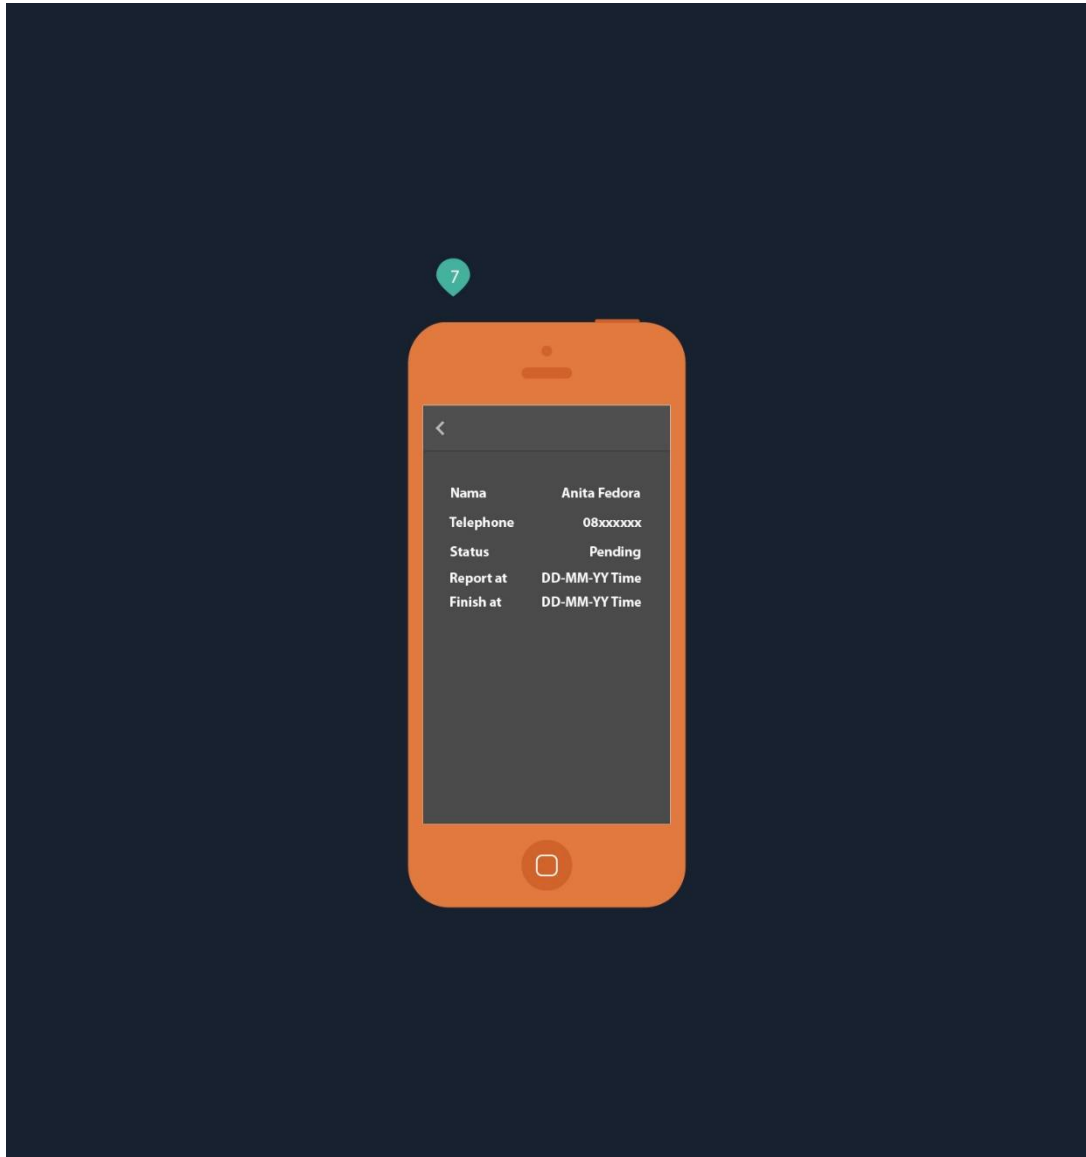 7
Nama Anita Fedora
Telephone 08xxxxxx
Status Pending
Report at DD-MM-YY Time
Finish at DD-MM-YY Time